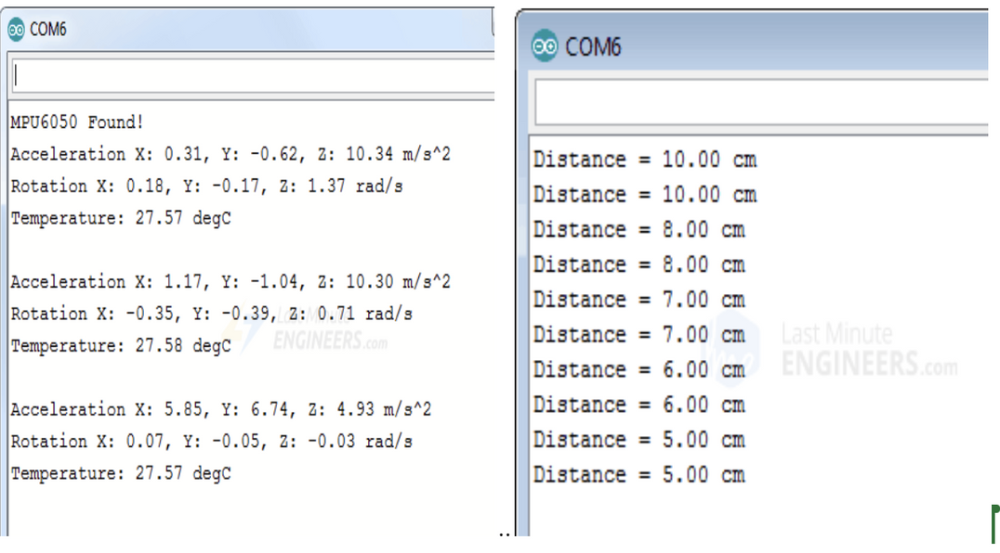 COM6
MPU6050 Found!
Acceleration X: 0.31, Y: -0.62, Z: 10.34 m/s^2
Rotation X: 0.18, Y: -0.17, Z: 1.37 rad/s
Temperature: 27.57 degC
Acceleration X: 1.17, Y: -1.04, Z: 10.30 m/s^2
Rotation X: -0.35, Y: -0.39, Z: 0.71 rad/s
Temperature: 27.58 degC
Acceleration X: 5.85, Y: 6.74, Z: 4.93 m/s^2
Rotation X: 0.07, Y: -0.05, Z: -0.03 rad/s
Temperature: 27.57 degC
Last Minute
ENGINEERS.com
COM6
Distance = 10.00 cm
Distance = 10.00 cm
Distance = 8.00 cm
Distance = 8.00 cm
Distance = 7.00 cm
Distance = 7.00 cm
Distance = 6.00 cm
Distance = 6.00 cm
Distance = 5.00 cm
Distance = 5.00 cm
Last Minute
ENGINEERS.com